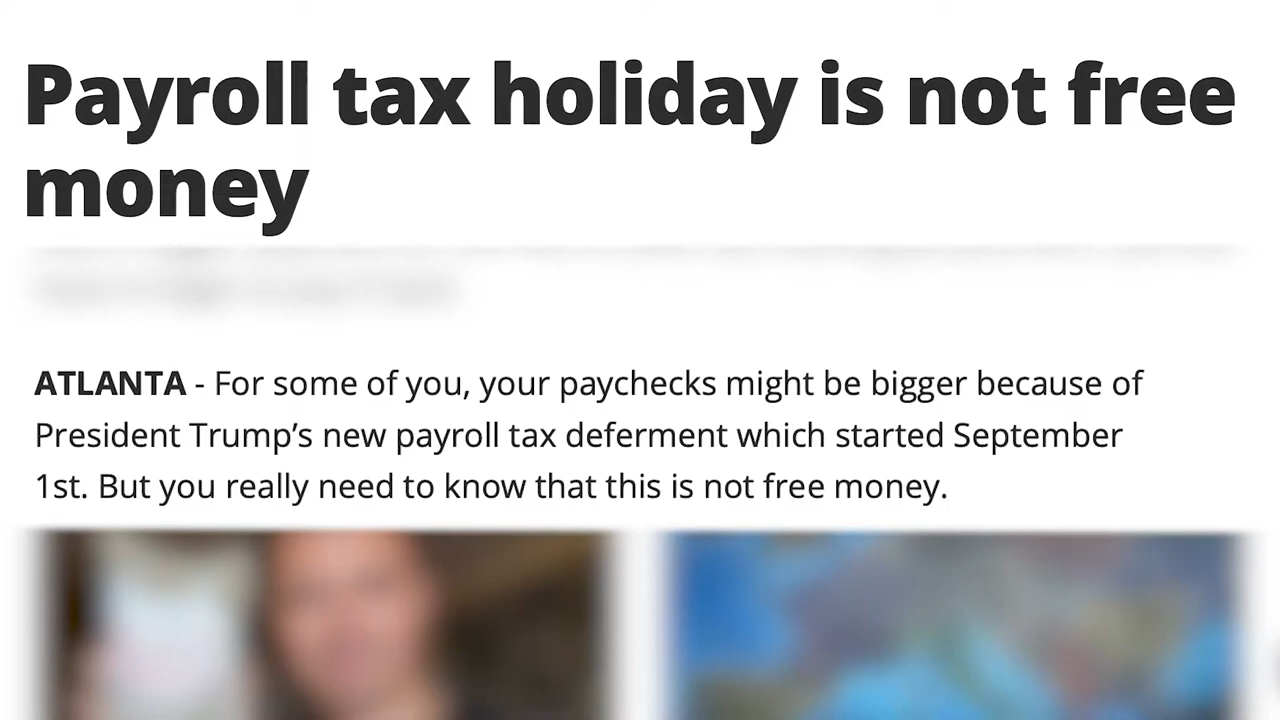 Payroll tax holiday is not free
money
ATLANTA - For some of you, your paychecks might be bigger because of
President Trump’s new payroll tax deferment which started September
1st. But you really need to know that this is not free money.